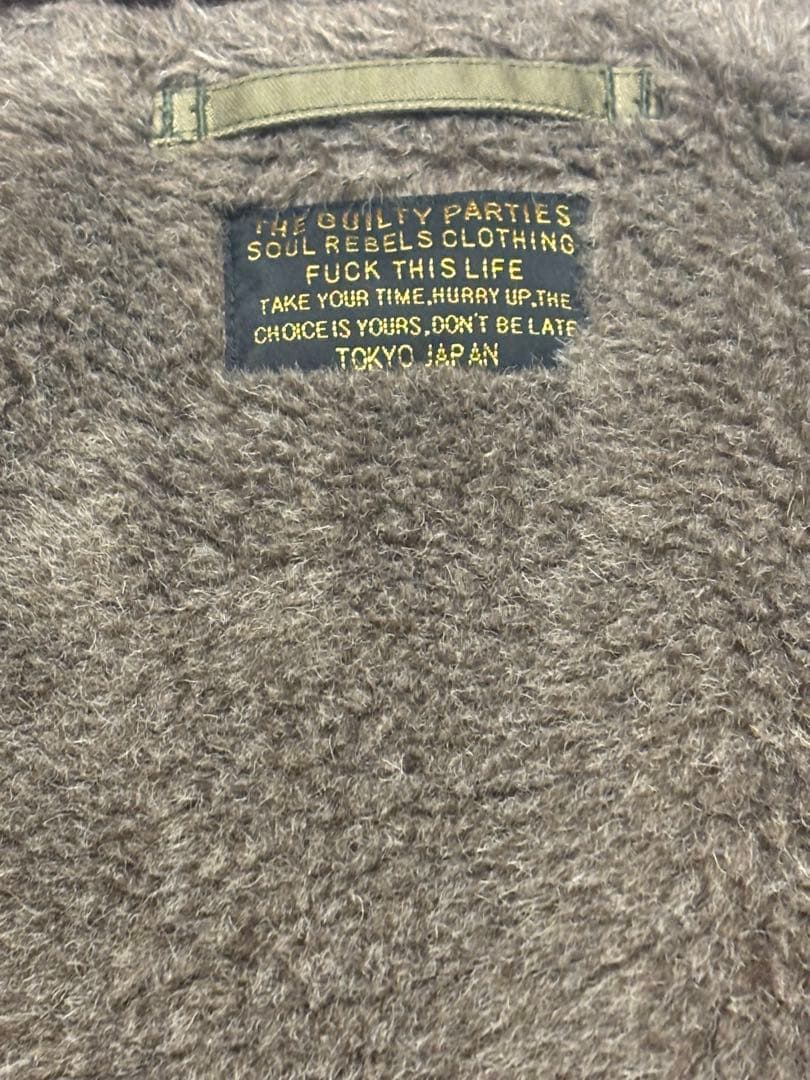 THE GUILTY PARTIES
SOUL REBELS CLOTHING
FUCK THIS LIFE
TAKE YOUR TIME,HURRY UP,THE
CHOICE IS YOURS,DON'T BE LATE
TOKYO JAPAN